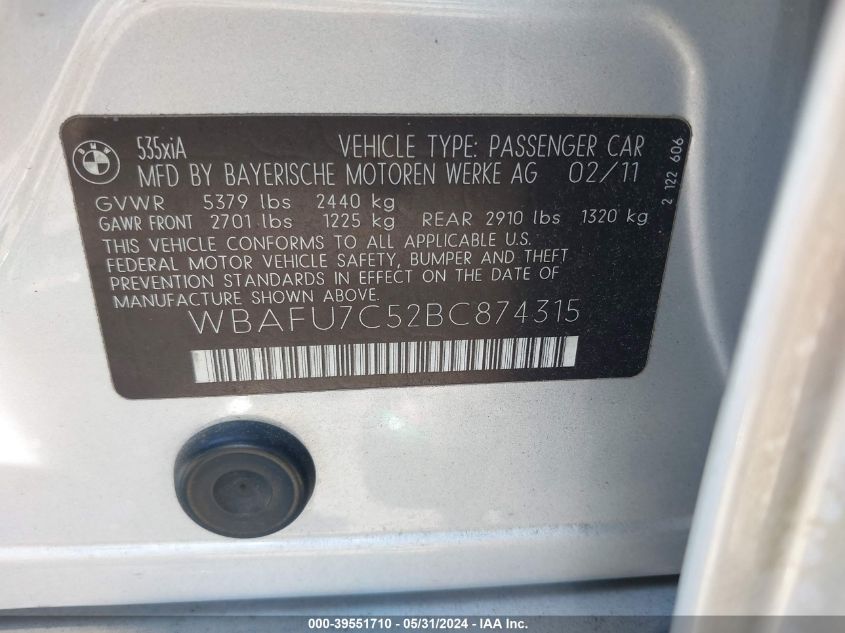 BMW
535xiA VEHICLE TYPE: PASSENGER CAR
MFD BY BAYERISCHE MOTOREN WERKE AG 02/11
GVWR 5379 lbs 2440 kg
GAWR FRONT 2701 lbs 1225 kg REAR 2910 lbs 1320 kg
THIS VEHICLE CONFORMS TO ALL APPLICABLE U.S.
FEDERAL MOTOR VEHICLE SAFETY, BUMPER AND THEFT
PREVENTION STANDARDS IN EFFECT ON THE DATE OF
MANUFACTURE SHOWN ABOVE.
WBAFU7C52BC874315
2 122 606
000-39551710 - 05/31/2024 - IAA Inc.